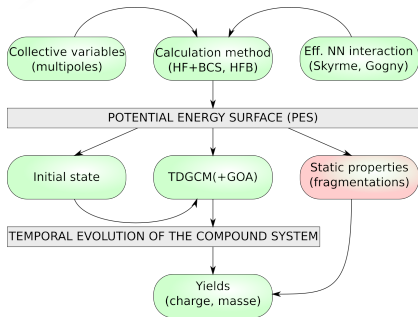 Collective variables
(multipoles)
Calculation method
(HF+BCS, HFB)
Eff. NN interaction
(Skyrme, Gogny)
POTENTIAL ENERGY SURFACE (PES)
Initial state
TDGCM(+GOA)
Static properties
(fragmentations)
TEMPORAL EVOLUTION OF THE COMPOUND SYSTEM
Yields
(charge, masse)